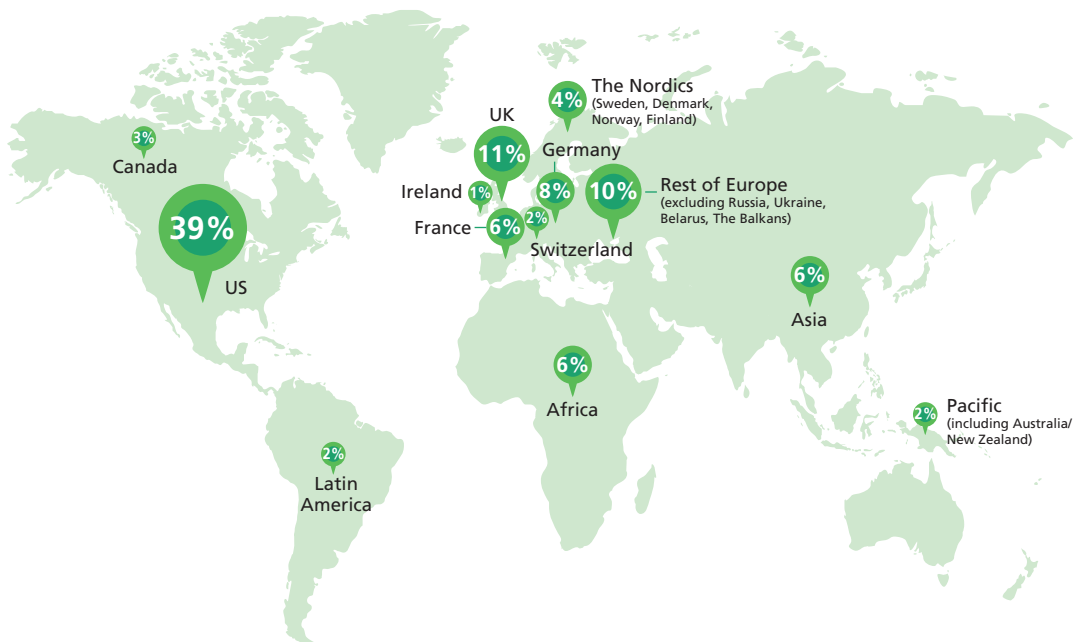 4%
The Nordics
(Sweden, Denmark,
Norway, Finland)
UK
11%
3%
Canada
Germany
8%
Ireland
1%
10%
Rest of Europe
(excluding Russia, Ukraine,
Belarus, The Balkans)
France
6%
2%
Switzerland
39%
US
6%
Asia
6%
Africa
2%
Pacific
(including Australia/
New Zealand)
2%
Latin
America